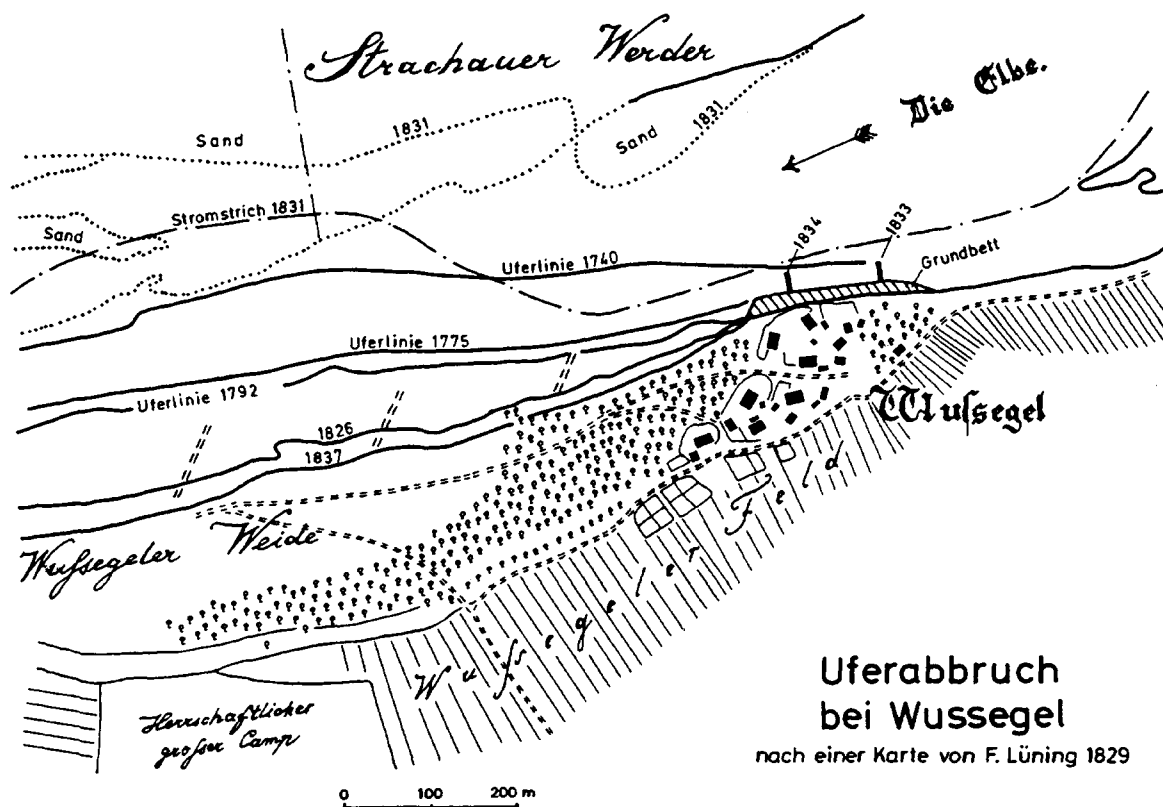 Strachauer Werder
Die Elbe.
Sand
1831
Sand
1831
Stromstrich 1831
Sand
1834
1833
Grundbett
Uferlinie 1740
Uferlinie 1775
Uferlinie 1792
1826
1837
Wuſsegel
Wuſsegeler Weide
Wuſsegeler Feld
Herrschaftlicher
großer Camp
Uferabbruch
bei Wussegel
nach einer Karte von F. Lüning 1829
0 100 200 m